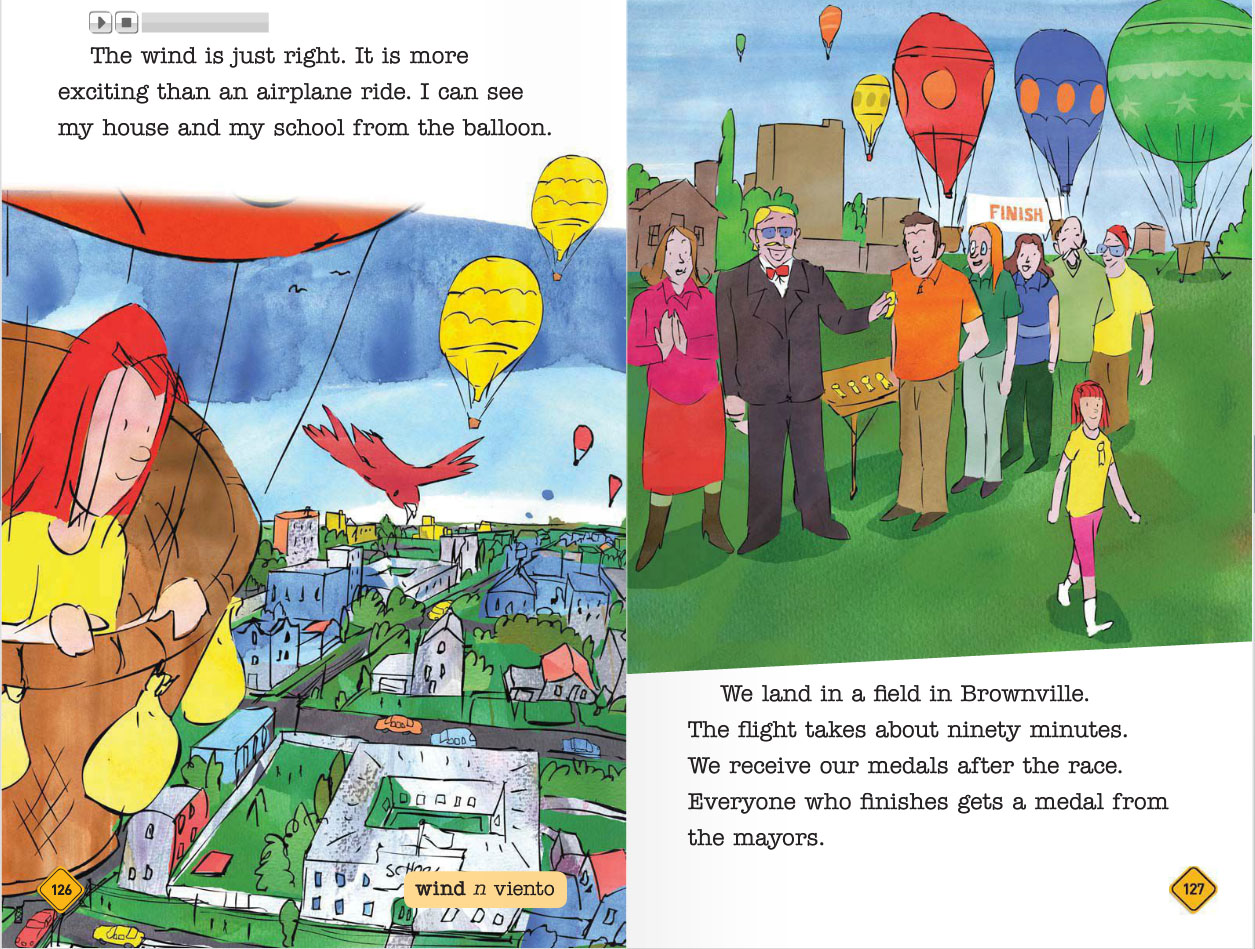 The wind is just right. It is more
exciting than an airplane ride. I can see
my house and my school from the balloon.
SCHOOL
wind n viento
126
FINISH
We land in a field in Brownville.
The flight takes about ninety minutes.
We receive our medals after the race.
Everyone who finishes gets a medal from
the mayors.
127